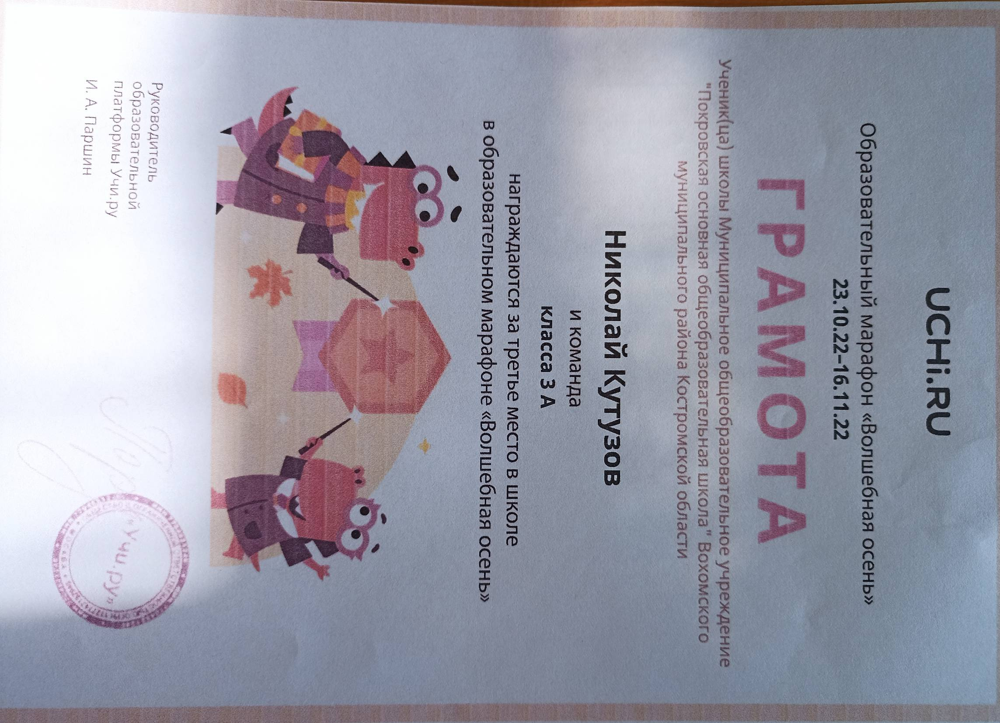 UCHi.RU
Образовательный марафон «Волшебная осень»
23.10.22–16.11.22
ГРАМОТА
Ученик(ца) школы Муниципальное общеобразовательное учреждение
"Покровская основная общеобразовательная школа" Вохомского
муниципального района Костромской области
Николай Кутузов
и команда
класса 3 А
награждаются за третье место в школе
в образовательном марафоне «Волшебная осень»
Руководитель
образовательной
платформы Учи.ру
И. А. Паршин
"Учи.ру"